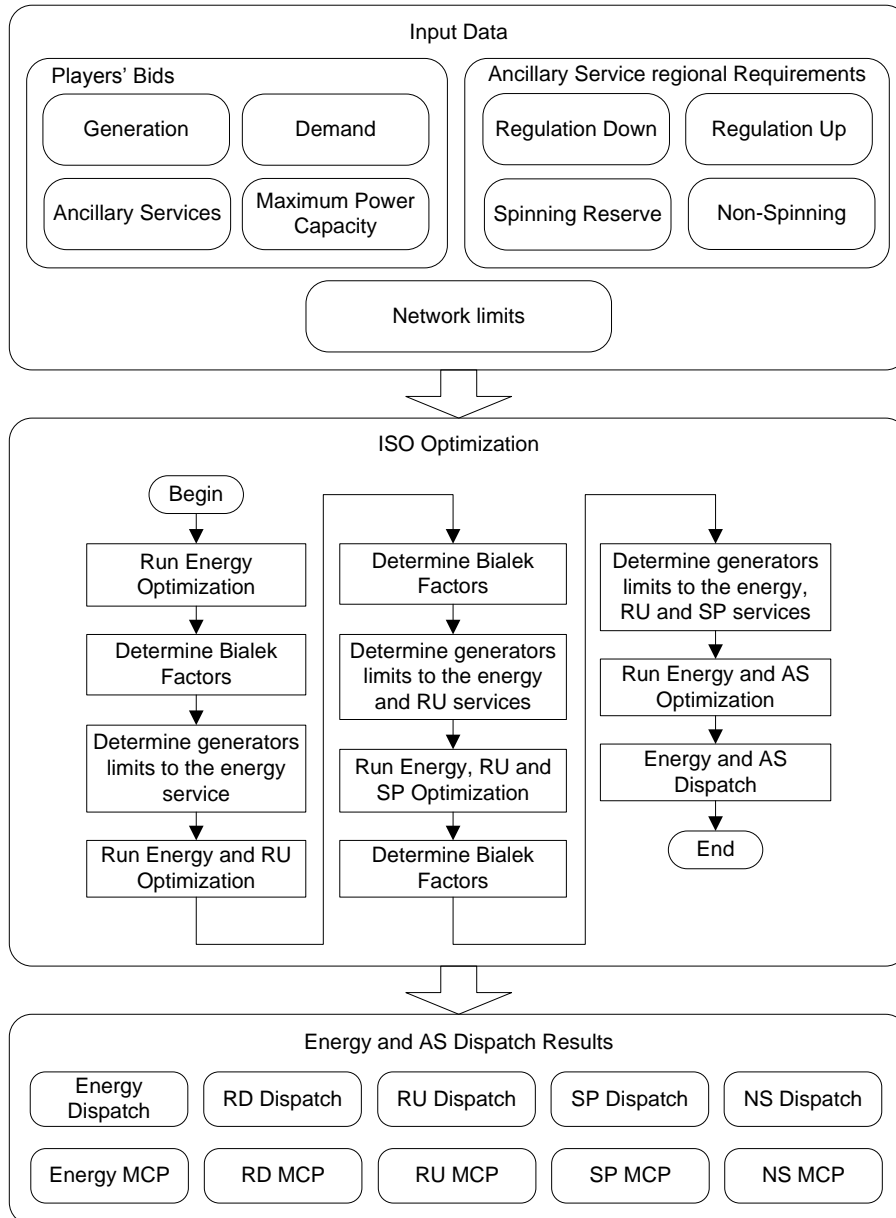 Input Data
Players' Bids
Generation
Demand
Ancillary Services
Maximum Power
Capacity
Ancillary Service regional Requirements
Regulation Down
Regulation Up
Spinning Reserve
Non-Spinning
Network limits
ISO Optimization
Begin
Run Energy
Optimization
Determine Bialek
Factors
Determine generators
limits to the energy
service
Run Energy and RU
Optimization
Determine Bialek
Factors
Determine generators
limits to the energy
and RU services
Run Energy, RU and
SP Optimization
Determine Bialek
Factors
Determine generators
limits to the energy,
RU and SP services
Run Energy and AS
Optimization
Energy and AS
Dispatch
End
Energy and AS Dispatch Results
Energy
Dispatch
RD Dispatch
RU Dispatch
SP Dispatch
NS Dispatch
Energy MCP
RD MCP
RU MCP
SP MCP
NS MCP